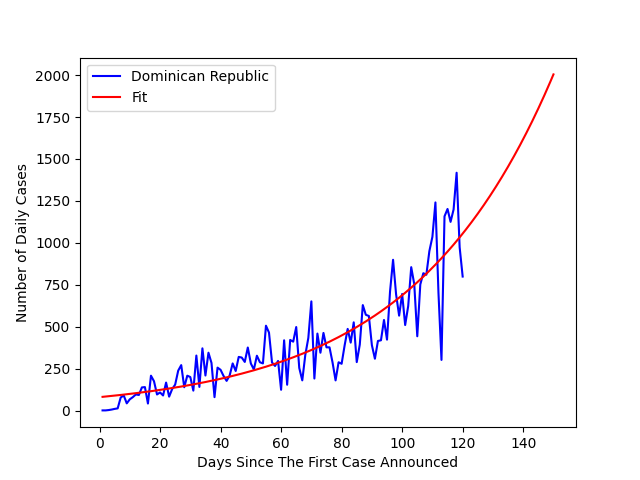 Dominican Republic
Fit
2000
1750
1500
1250
1000
750
500
250
0
Number of Daily Cases
0 20 40 60 80 100 120 140
Days Since The First Case Announced